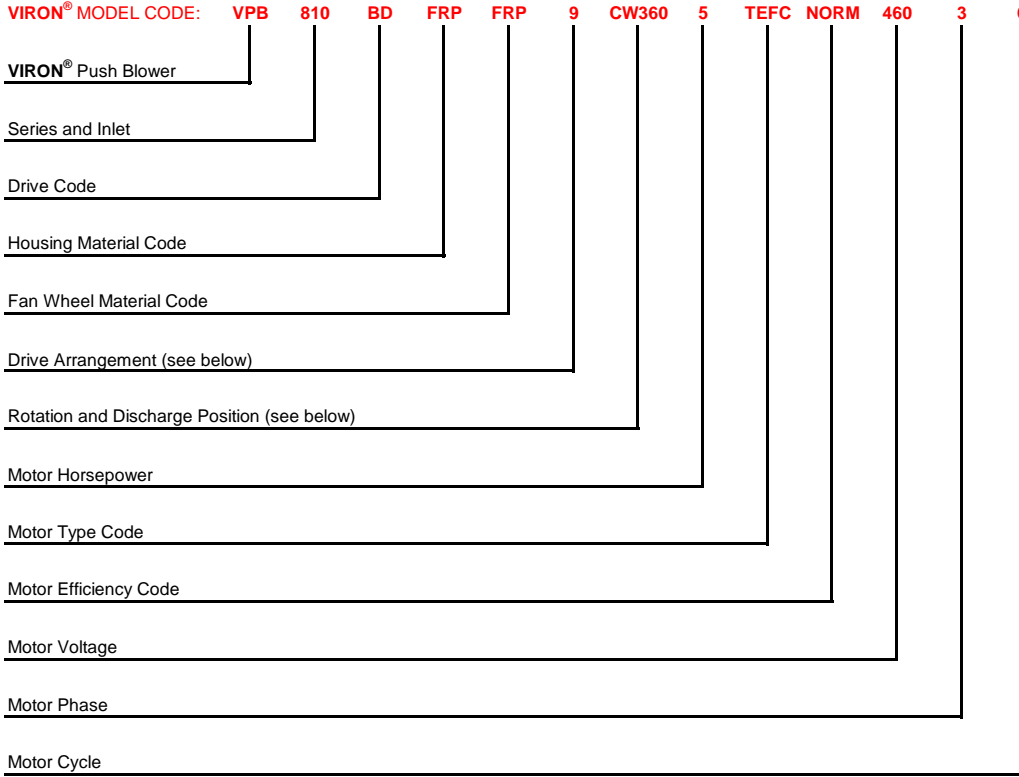 VIRON® MODEL CODE: VPB 810 BD FRP FRP 9 CW360 5 TEFC NORM 460 3
VIRON® Push Blower
Series and Inlet
Drive Code
Housing Material Code
Fan Wheel Material Code
Drive Arrangement (see below)
Rotation and Discharge Position (see below)
Motor Horsepower
Motor Type Code
Motor Efficiency Code
Motor Voltage
Motor Phase
Motor Cycle